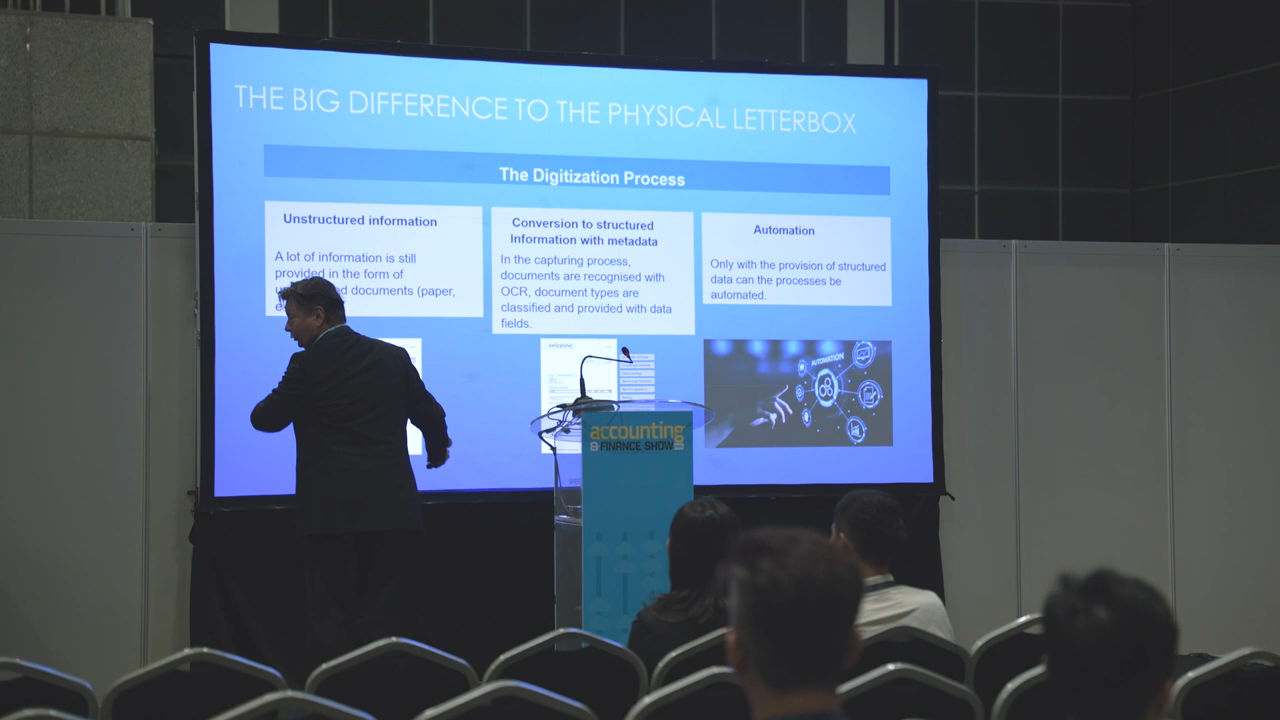 THE BIG DIFFERENCE TO THE PHYSICAL LETTERBOX
The Digitization Process
Unstructured information
A lot of information is still
provided in the form of
documents (paper,
Conversion to structured
Information with metadata
In the capturing process,
documents are recognised with
OCR, document types are
classified and provided with data
fields.
Automation
Only with the provision of structured
data can the processes be
automated.
AUTOMATION
accounting
& FINANCE SHOW